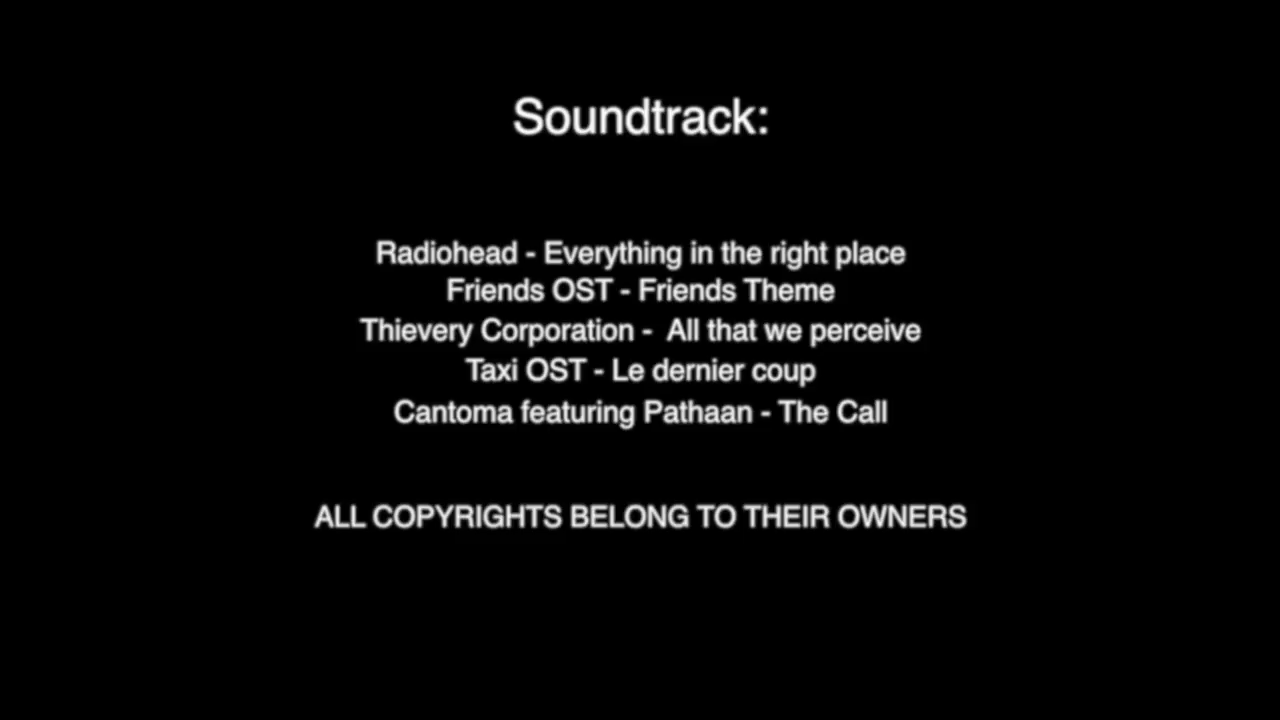 Soundtrack:
Radiohead - Everything in the right place
Friends OST - Friends Theme
Thievery Corporation -  All that we perceive
Taxi OST - Le dernier coup
Cantoma featuring Pathaan - The Call
ALL COPYRIGHTS BELONG TO THEIR OWNERS